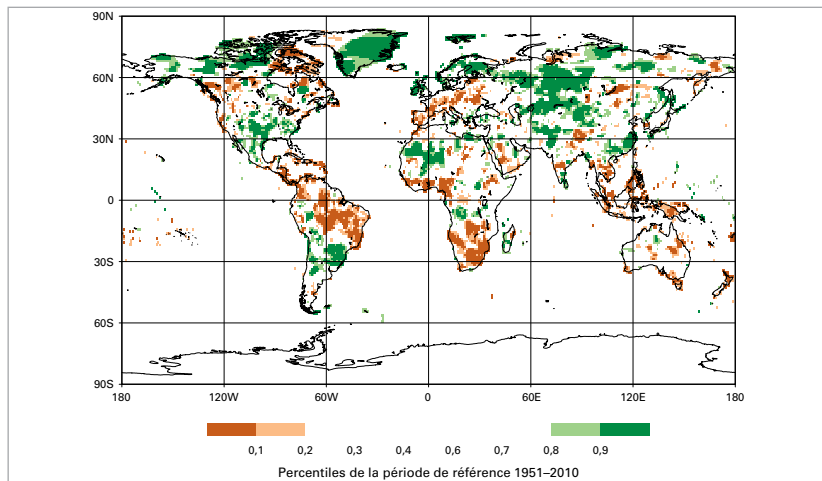 90N
60N
30N
0
30S
60S
90S
180 120W 60W 0 60E 120E 180
0,1 0,2 0,3 0,4 0,6 0,7 0,8 0,9
Percentiles de la période de référence 1951–2010